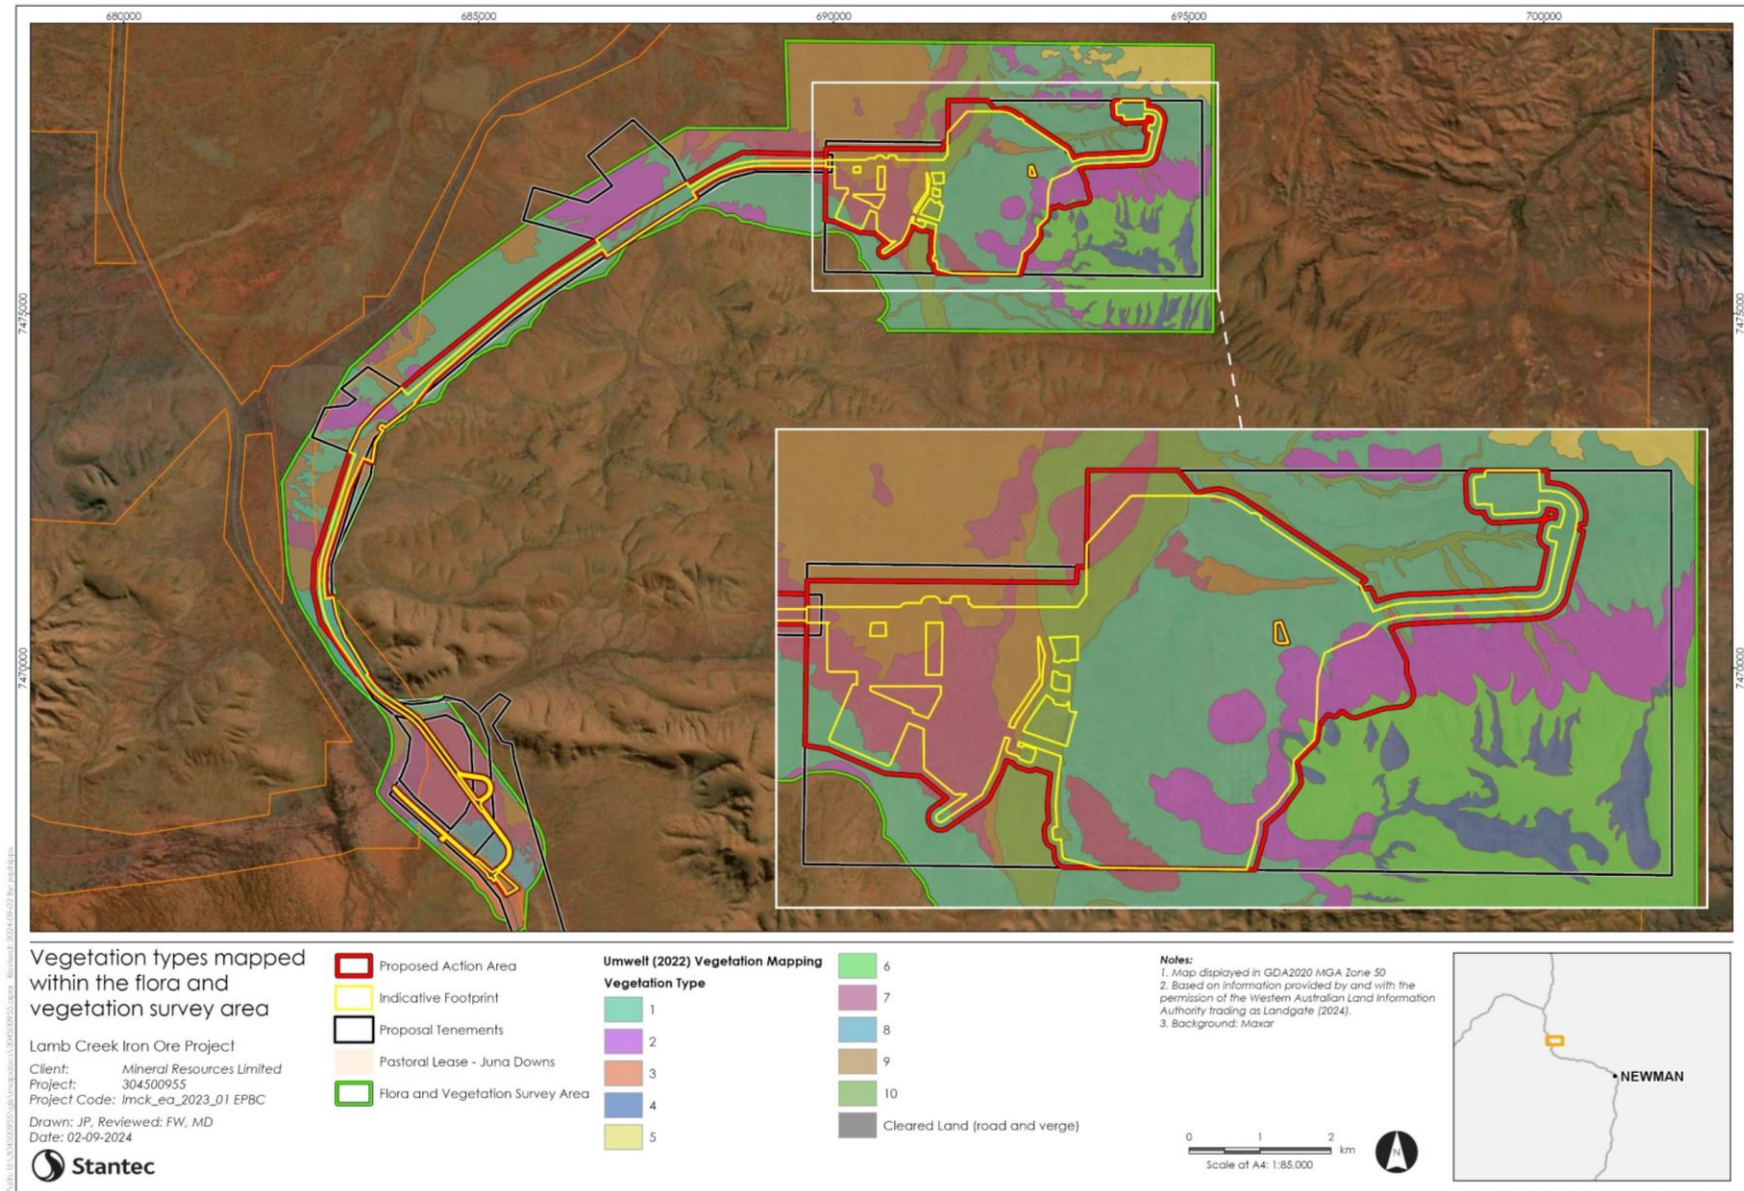 680000
685000
690000
695000
700000
7475000
7475000
7470000
7470000
Vegetation types mapped
within the flora and
vegetation survey area
Lamb Creek Iron Ore Project
Client: Mineral Resources Limited
Project: 304500955
Project Code: lmck_ea_2023_01 EPBC
Drawn: JP, Reviewed: FW, MD
Date: 02-09-2024
Stantec
Proposed Action Area
Indicative Footprint
Proposal Tenements
Pastoral Lease - Juna Downs
Flora and Vegetation Survey Area
Umwelt (2022) Vegetation Mapping
Vegetation Type
1
2
3
4
5
6
7
8
9
10
Cleared Land (road and verge)
Notes:
1. Map displayed in GDA2020 MGA Zone 50
2. Based on information provided by and with the
permission of the Western Australian Land Information
Authority trading as Landgate (2024).
3. Background: Maxar
0 1 2
km
Scale at A4: 1:85,000
N
NEWMAN